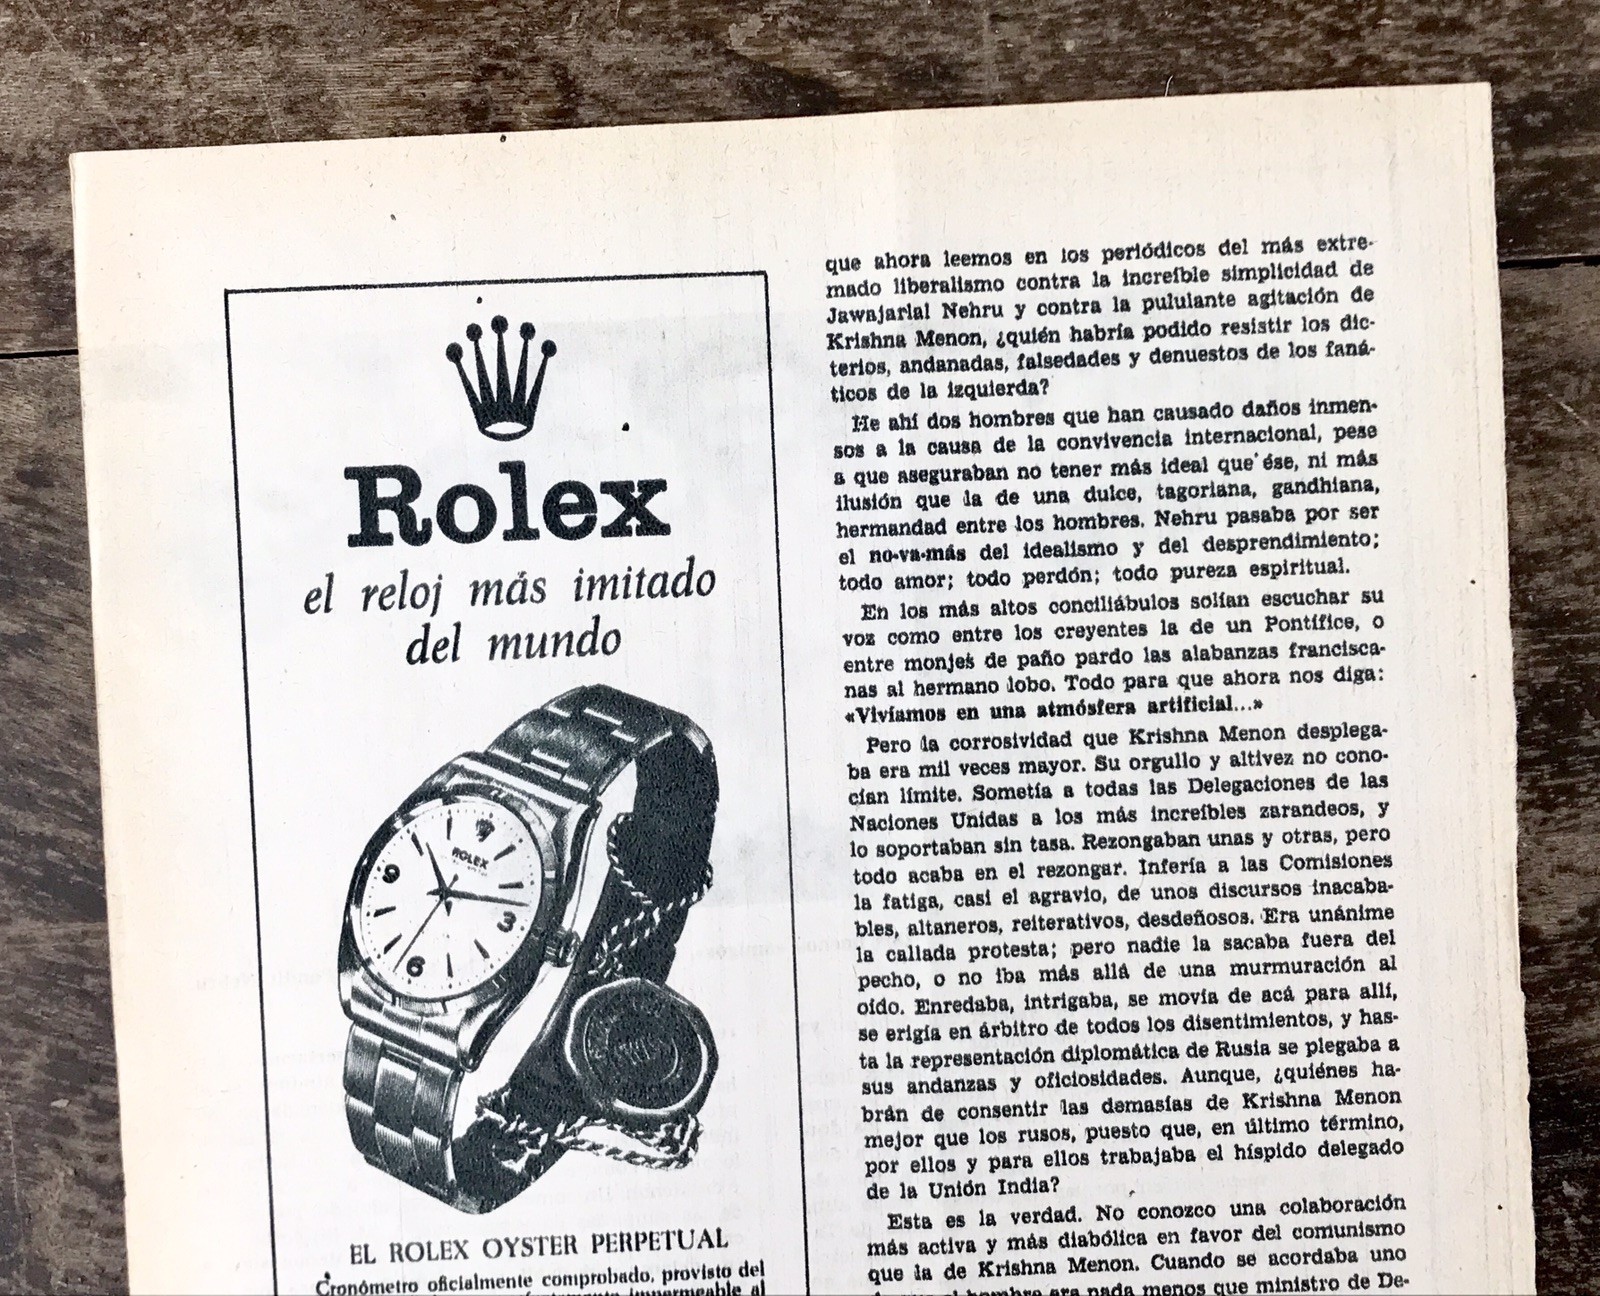 Rolex
el reloj más imitado
del mundo
ROLEX
9
3
6
EL ROLEX OYSTER PERPETUAL
Cronómetro oficialmente comprobado, provisto del
impermeable al
que ahora leemos en los periódicos del más extre-
mado liberalismo contra la increíble simplicidad de
Jawajarlal Nehru y contra la pululante agitación de
Krishna Menon, ¿quién habría podido resistir los dic-
terios, andanadas, falsedades y denuestos de los faná-
ticos de la izquierda?
He ahí dos hombres que han causado daños inmen-
sos a la causa de la convivencia internacional, pese
a que aseguraban no tener más ideal que ése, ni más
ilusión que la de una dulce, tagoriana, gandhiana,
hermandad entre los hombres. Nehru pasaba por ser
el no-va-más del idealismo y del desprendimiento;
todo amor; todo perdón; todo pureza espiritual.
En los más altos conciliábulos solían escuchar su
voz como entre los creyentes la de un Pontífice, o
entre monjes de paño pardo las alabanzas francisca-
nas al hermano lobo. Todo para que ahora nos diga:
«Vivíamos en una atmósfera artificial...»
Pero la corrosividad que Krishna Menon desplega-
ba era mil veces mayor. Su orgullo y altivez no cono-
cían límite. Sometía a todas las Delegaciones de las
Naciones Unidas a los más increíbles zarandeos, y
lo soportaban sin tasa. Rezongaban unas y otras, pero
todo acaba en el rezongar. Infería a las Comisiones
la fatiga, casi el agravio, de unos discursos inacaba-
bles, altaneros, reiterativos, desdeñosos. Era unánime
la callada protesta; pero nadie la sacaba fuera del
pecho, o no iba más allá de una murmuración al
oído. Enredaba, intrigaba, se movía de acá para allí,
se erigía en árbitro de todos los disentimientos, y has-
ta la representación diplomática de Rusia se plegaba a
sus andanzas y oficiosidades. Aunque, ¿quiénes ha-
brán de consentir las demasías de Krishna Menon
mejor que los rusos, puesto que, en último término,
por ellos y para ellos trabajaba el híspido delegado
de la Unión India?
Esta es la verdad. No conozco una colaboración
más activa y más diabólica en favor del comunismo
que la de Krishna Menon. Cuando se acordaba uno
hombre era nada menos que ministro de De-